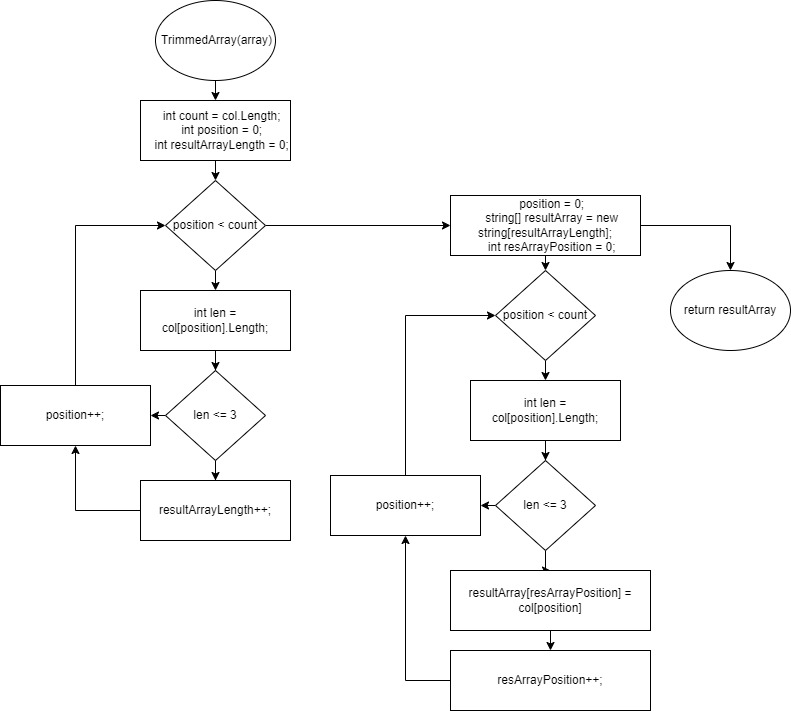 TrimmedArray(array)
int count = col.Length;
int position = 0;
int resultArrayLength = 0;
position < count
int len =
col[position].Length;
len <= 3
position++;
resultArrayLength++;
position = 0;
string[] resultArray = new
string[resultArrayLength];
int resArrayPosition = 0;
position < count
int len =
col[position].Length;
len <= 3
position++;
resultArray[resArrayPosition] =
col[position]
resArrayPosition++;
return resultArray